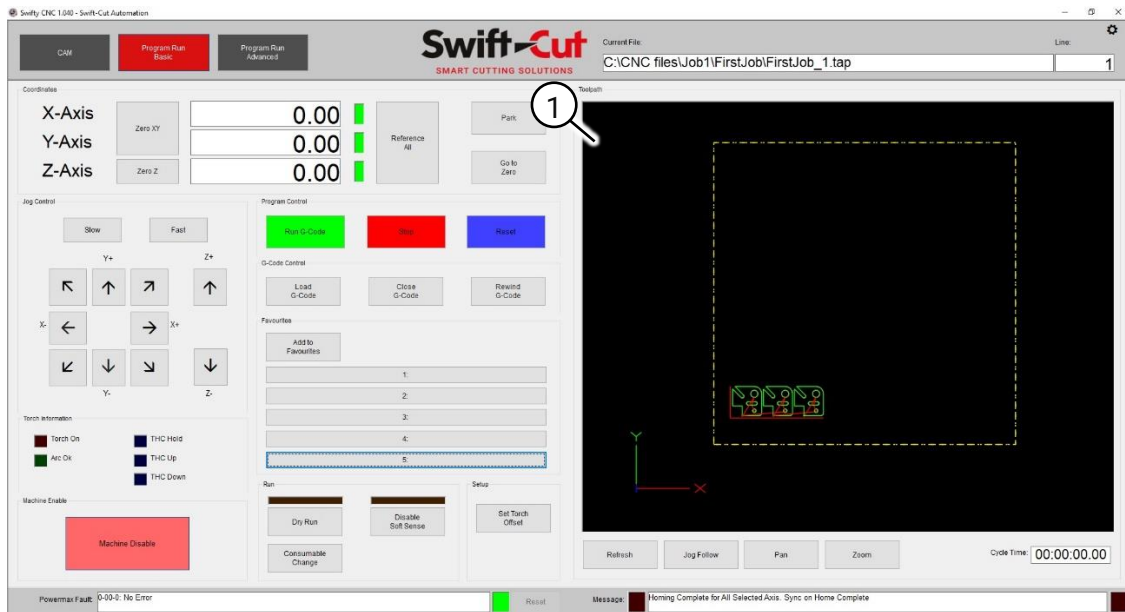 Swifty CNC 1.040 - Swift-Cut Automation
CAM
Program Run
Basic
Program Run
Advanced
Swift-Cut
SMART CUTTING SOLUTIONS
Current File:
C:\CNC files\Job1\FirstJob\FirstJob_1.tap
Line:
1
Coordinates
X-Axis
Y-Axis
Z-Axis
Zero XY
Zero Z
0.00
0.00
0.00
Reference
All
Park
Go to
Zero
Toolpath
1
Jog Control
Slow
Fast
Y+
Z+
X-
X+
Y-
Z-
Program Control
Run G-Code
Stop
Reset
G-Code Control
Load
G-Code
Close
G-Code
Rewind
G-Code
Favourites
Add to
Favourites
1:
2:
3:
4:
5:
Torch Information
Torch On
Arc Ok
THC Hold
THC Up
THC Down
Machine Enable
Machine Disable
Run
Dry Run
Disable
Soft Sense
Consumable
Change
Setup
Set Torch
Offset
Y
X
Refresh
Jog Follow
Pan
Zoom
Cycle Time:
00:00:00.00
Powermax Fault:
0-00-0: No Error
Reset
Message:
Homing Complete for All Selected Axis. Sync on Home Complete